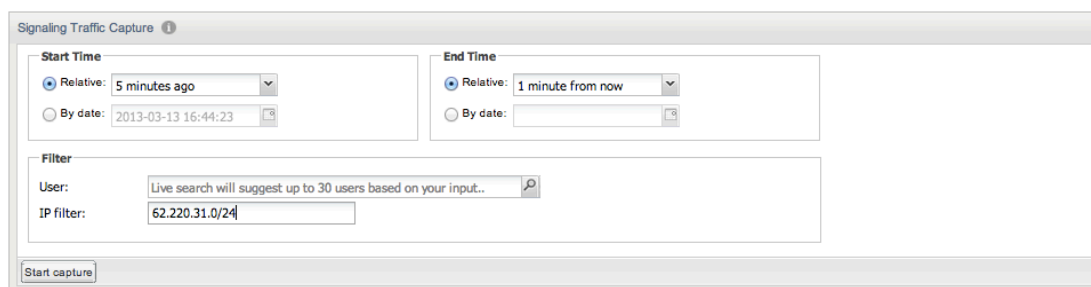 Signaling Traffic Capture
Start Time
Relative: 5 minutes ago
By date: 2013-03-13 16:44:23
End Time
Relative: 1 minute from now
By date:
Filter
User: Live search will suggest up to 30 users based on your input..
IP filter: 62.220.31.0/24
Start capture